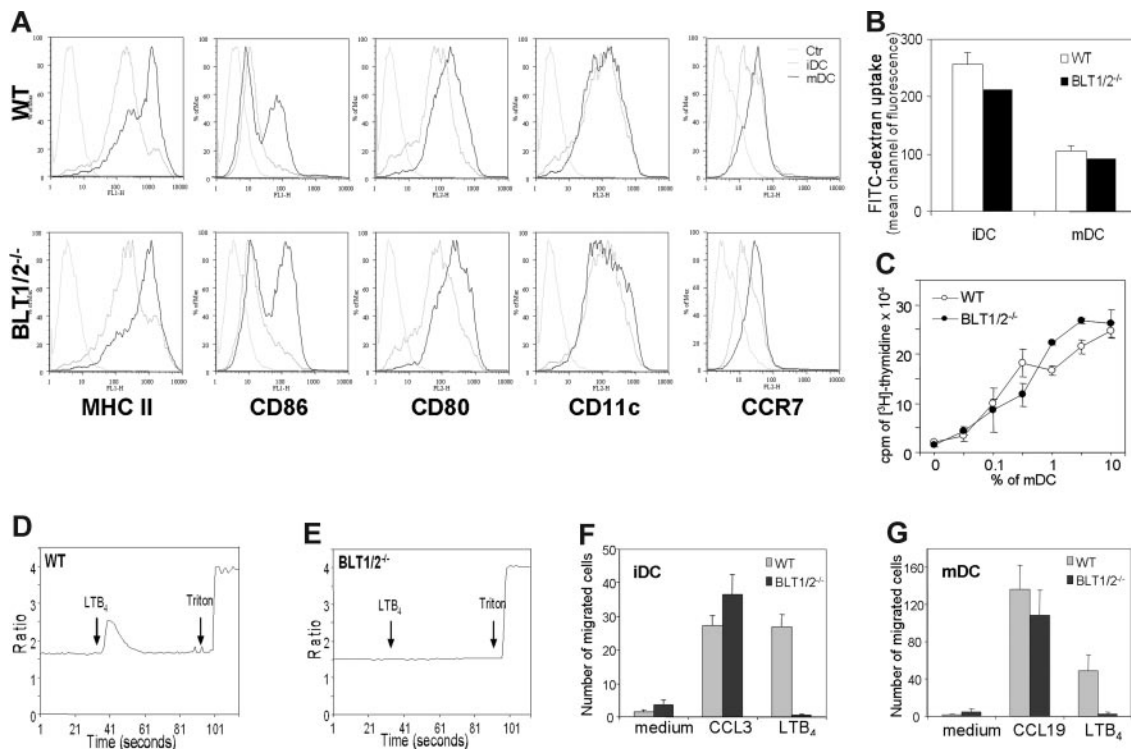 A
WT
Ctr
iDC
mDC
% of Max
FL1-H
BLT1/2-/-
MHC II
CD86
CD80
CD11c
CCR7
B
FITC-dextran uptake
(mean channel of fluorescence)
300
200
100
0
WT
BLT1/2-/-
iDC
mDC
C
cpm of [³H]-thymidine x 10⁴
30
20
10
0
WT
BLT1/2-/-
0
0.1
1
10
% of mDC
D
WT
Ratio
4
3
2
1
0
LTB₄
Triton
1 21 41 61 81 101
Time (seconds)
E
BLT1/2-/-
Ratio
4
3
2
1
0
LTB₄
Triton
1 21 41 61 81 101
Time (seconds)
F
iDC
Number of migrated cells
50
40
30
20
10
0
WT
BLT1/2-/-
medium
CCL3
LTB₄
G
mDC
Number of migrated cells
160
120
80
40
0
WT
BLT1/2-/-
medium
CCL19
LTB₄